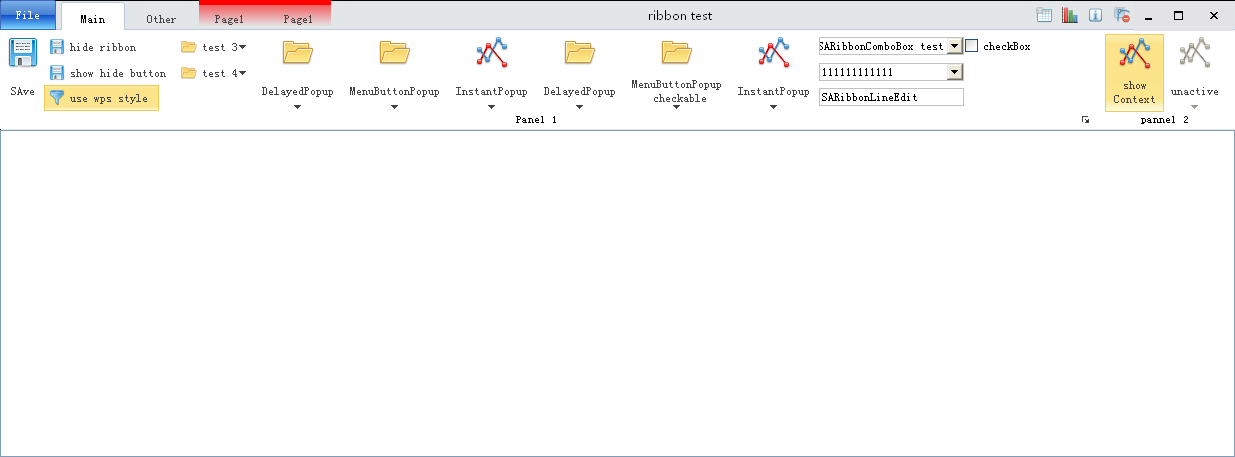 File Main Other Page1 Page1 ribbon test
hide ribbon test 3 SARibbonComboBox test checkBox
show hide button test 4 111111111111
SAve DelayedPopup MenuButtonPopup InstantPopup DelayedPopup MenuButtonPopup checkable InstantPopup show Context unactive
use wps style SARibbonLineEdit
Panel 1 pannel 2